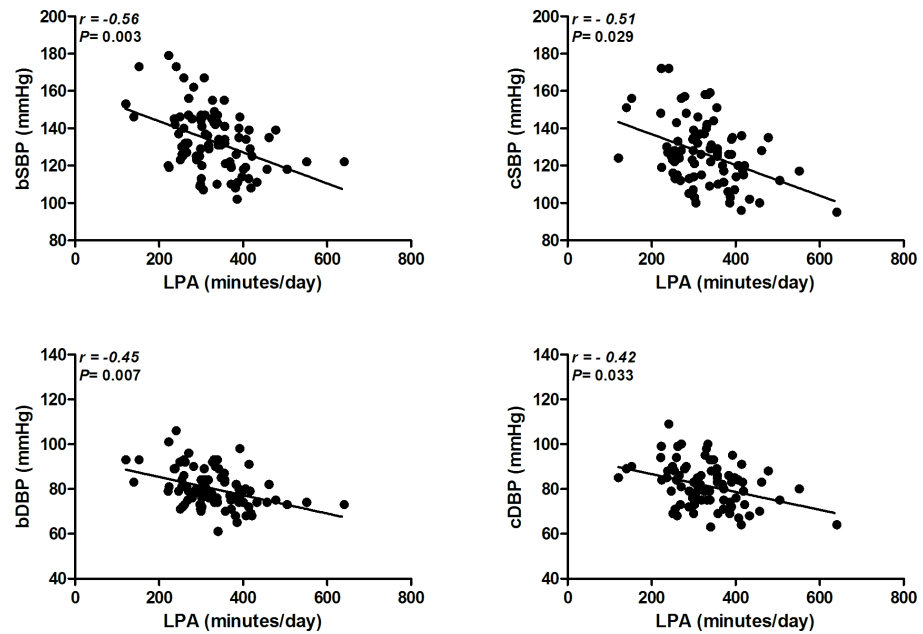 r = -0.56
P= 0.003
200
180
160
140
120
100
80
bSBP (mmHg)
0 200 400 600 800
LPA (minutes/day)
r = - 0.51
P= 0.029
200
180
160
140
120
100
80
cSBP (mmHg)
0 200 400 600 800
LPA (minutes/day)
r = -0.45
P= 0.007
140
120
100
80
60
40
bDBP (mmHg)
0 200 400 600 800
LPA (minutes/day)
r = - 0.42
P= 0.033
140
120
100
80
60
40
cDBP (mmHg)
0 200 400 600 800
LPA (minutes/day)